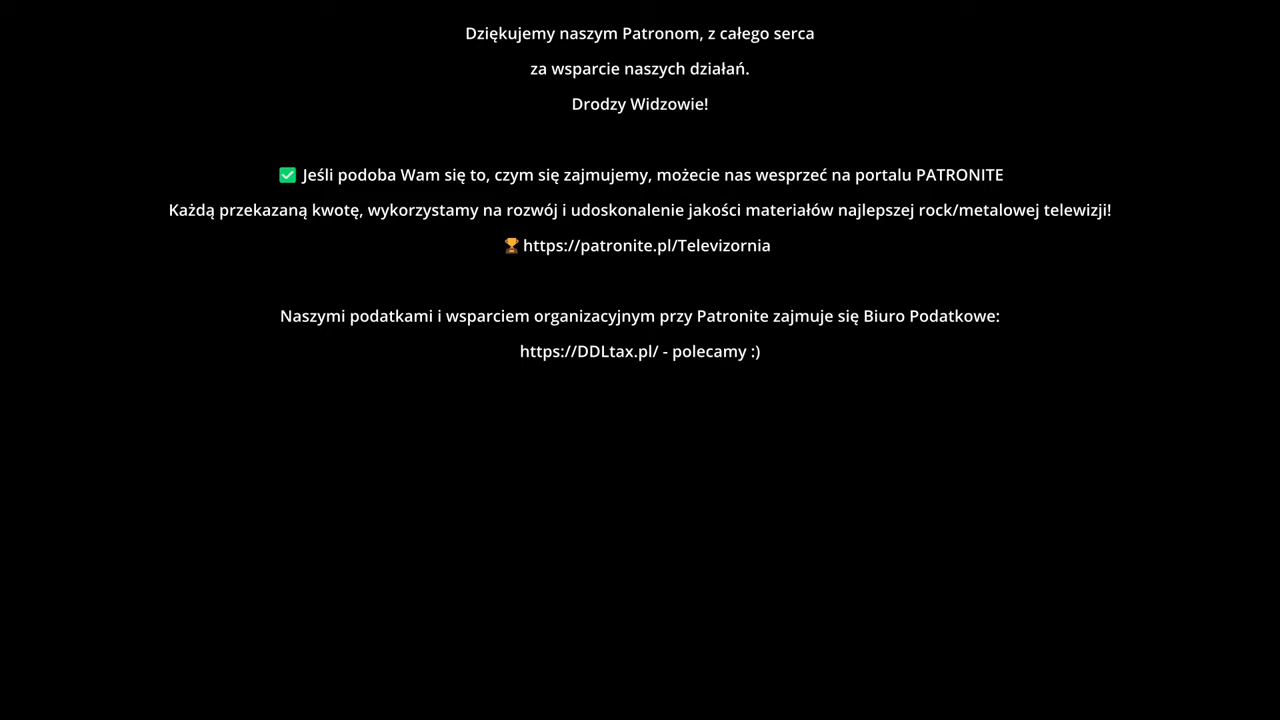 Dziękujemy naszym Patronom, z całego serca
za wsparcie naszych działań.
Drodzy Widzowie!
✅ Jeśli podoba Wam się to, czym się zajmujemy, możecie nas wesprzeć na portalu PATRONITE
Każdą przekazaną kwotę, wykorzystamy na rozwój i udoskonalenie jakości materiałów najlepszej rock/metalowej telewizji!
🏆 https://patronite.pl/Televizornia
Naszymi podatkami i wsparciem organizacyjnym przy Patronite zajmuje się Biuro Podatkowe:
https://DDLtax.pl/ - polecamy :)